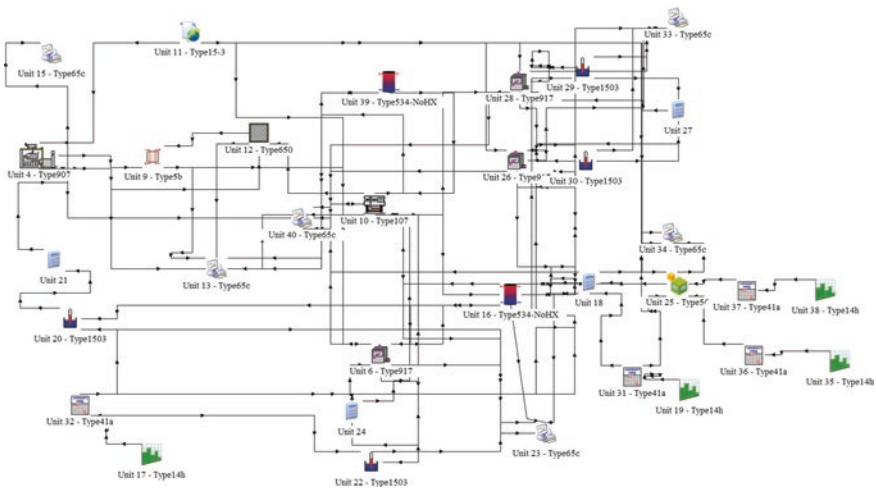 Unit 33 - Type65c
Unit 11 - Type15-3
Unit 15 - Type65c
Unit 29 - Type1503
Unit 28 - Type917
Unit 39 - Type534-NoHX
Unit 27
Unit 12 - Type650
Unit 4 - Type907
Unit 9 - Type5b
Unit 26 -
Unit 30 - Type1503
Unit 10 - Type107
Unit 40 - Type65c
Unit 34 - Type65c
Unit 21
Unit 13 - Type65c
Unit 18
Unit 25 -
Unit 37 - Type41a
Unit 38 - Type14h
Unit 16 - Type534-NoHX
Unit 20 - Type1503
Unit 6 - Type917
Unit 36 - Type41a
Unit 35 - Type14h
Unit 31 - Type41a
Unit 19 - Type14h
Unit 32 - Type41a
Unit 24
Unit 23 - Type65c
Unit 17 - Type14h
Unit 22 - Type1503